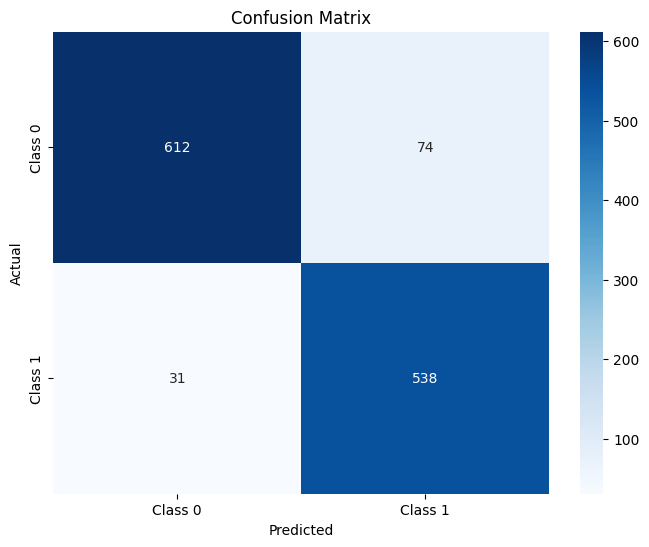 Confusion Matrix
600
500
400
300
200
100
Actual
Class 0
Class 1
612
74
31
538
Class 0
Class 1
Predicted